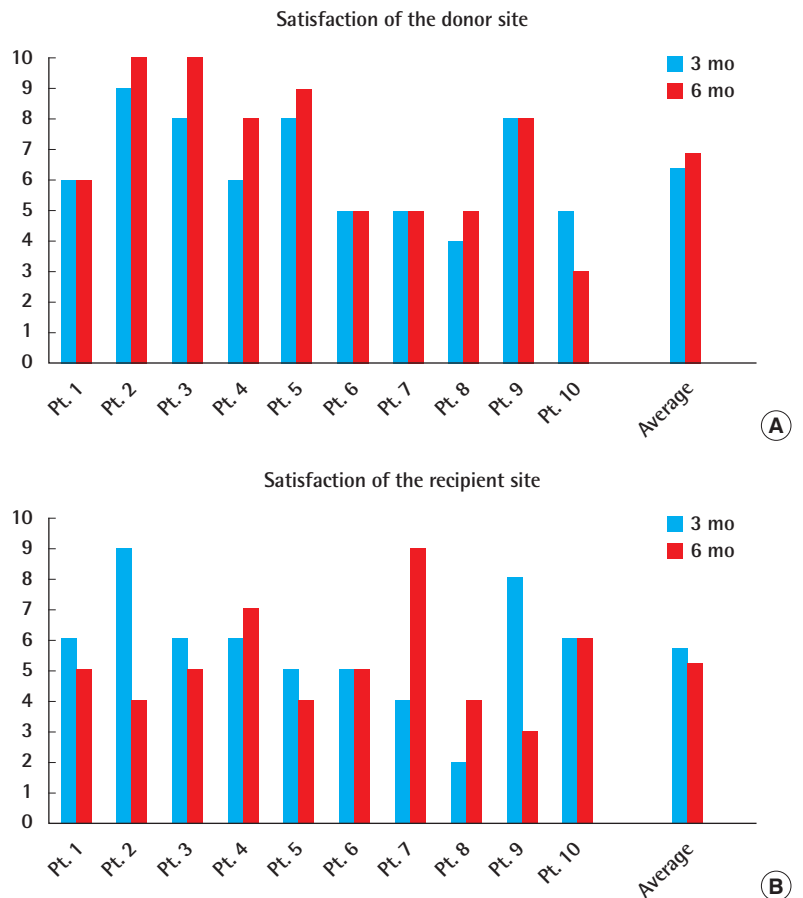 Satisfaction of the donor site
10
9
8
7
6
5
4
3
2
1
0
3 mo
6 mo
Pt. 1
Pt. 2
Pt. 3
Pt. 4
Pt. 5
Pt. 6
Pt. 7
Pt. 8
Pt. 9
Pt. 10
Average
A
Satisfaction of the recipient site
10
9
8
7
6
5
4
3
2
1
0
3 mo
6 mo
Pt. 1
Pt. 2
Pt. 3
Pt. 4
Pt. 5
Pt. 6
Pt. 7
Pt. 8
Pt. 9
Pt. 10
Average
B